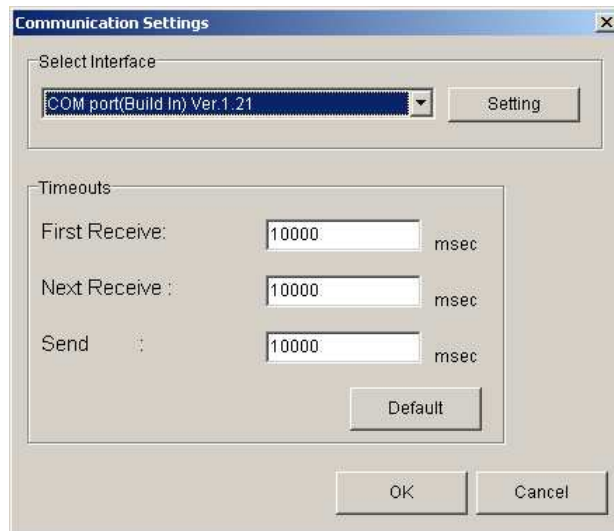 Communication Settings
Select Interface
COM port(Build In) Ver.1.21
Setting
Timeouts
First Receive: 10000 msec
Next Receive : 10000 msec
Send : 10000 msec
Default
OK Cancel